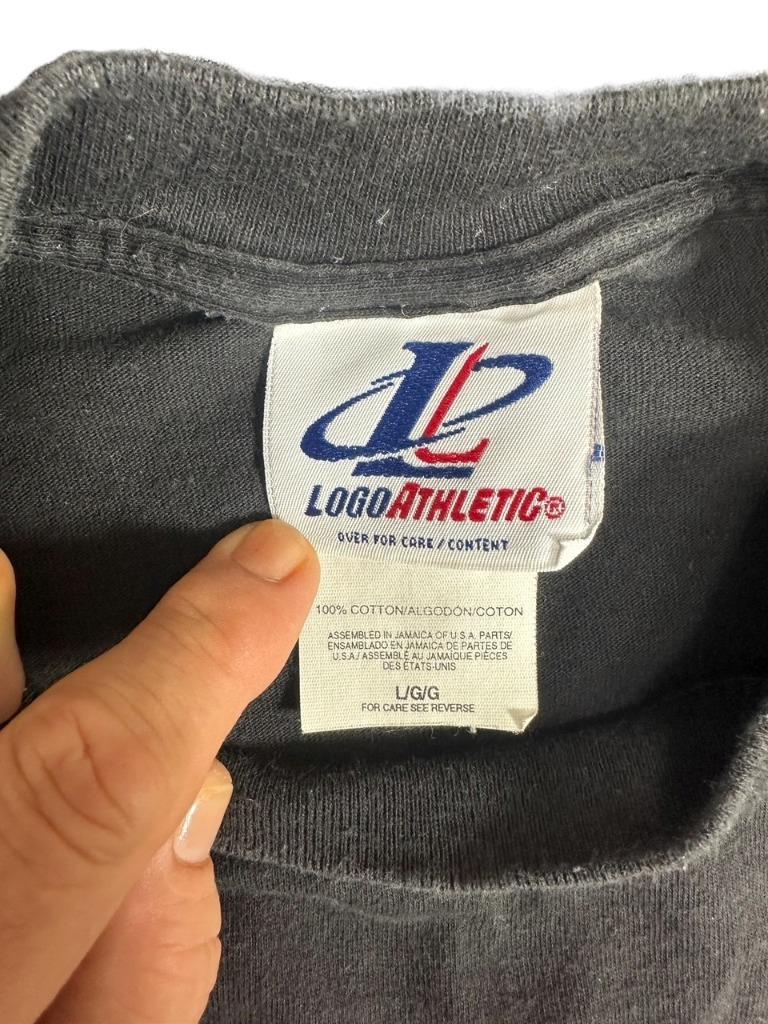 LOGOATHLETIC®
OVER FOR CARE/CONTENT
100% COTTON/ALGODÓN/COTON
ASSEMBLED IN JAMAICA OF U.S.A. PARTS/
ENSAMBLADO EN JAMAICA DE PARTES DE
U.S.A./ASSEMBLÉ AU JAMAÏQUE PIÈCES
DES ÉTATS-UNIS
L/G/G
FOR CARE SEE REVERSE